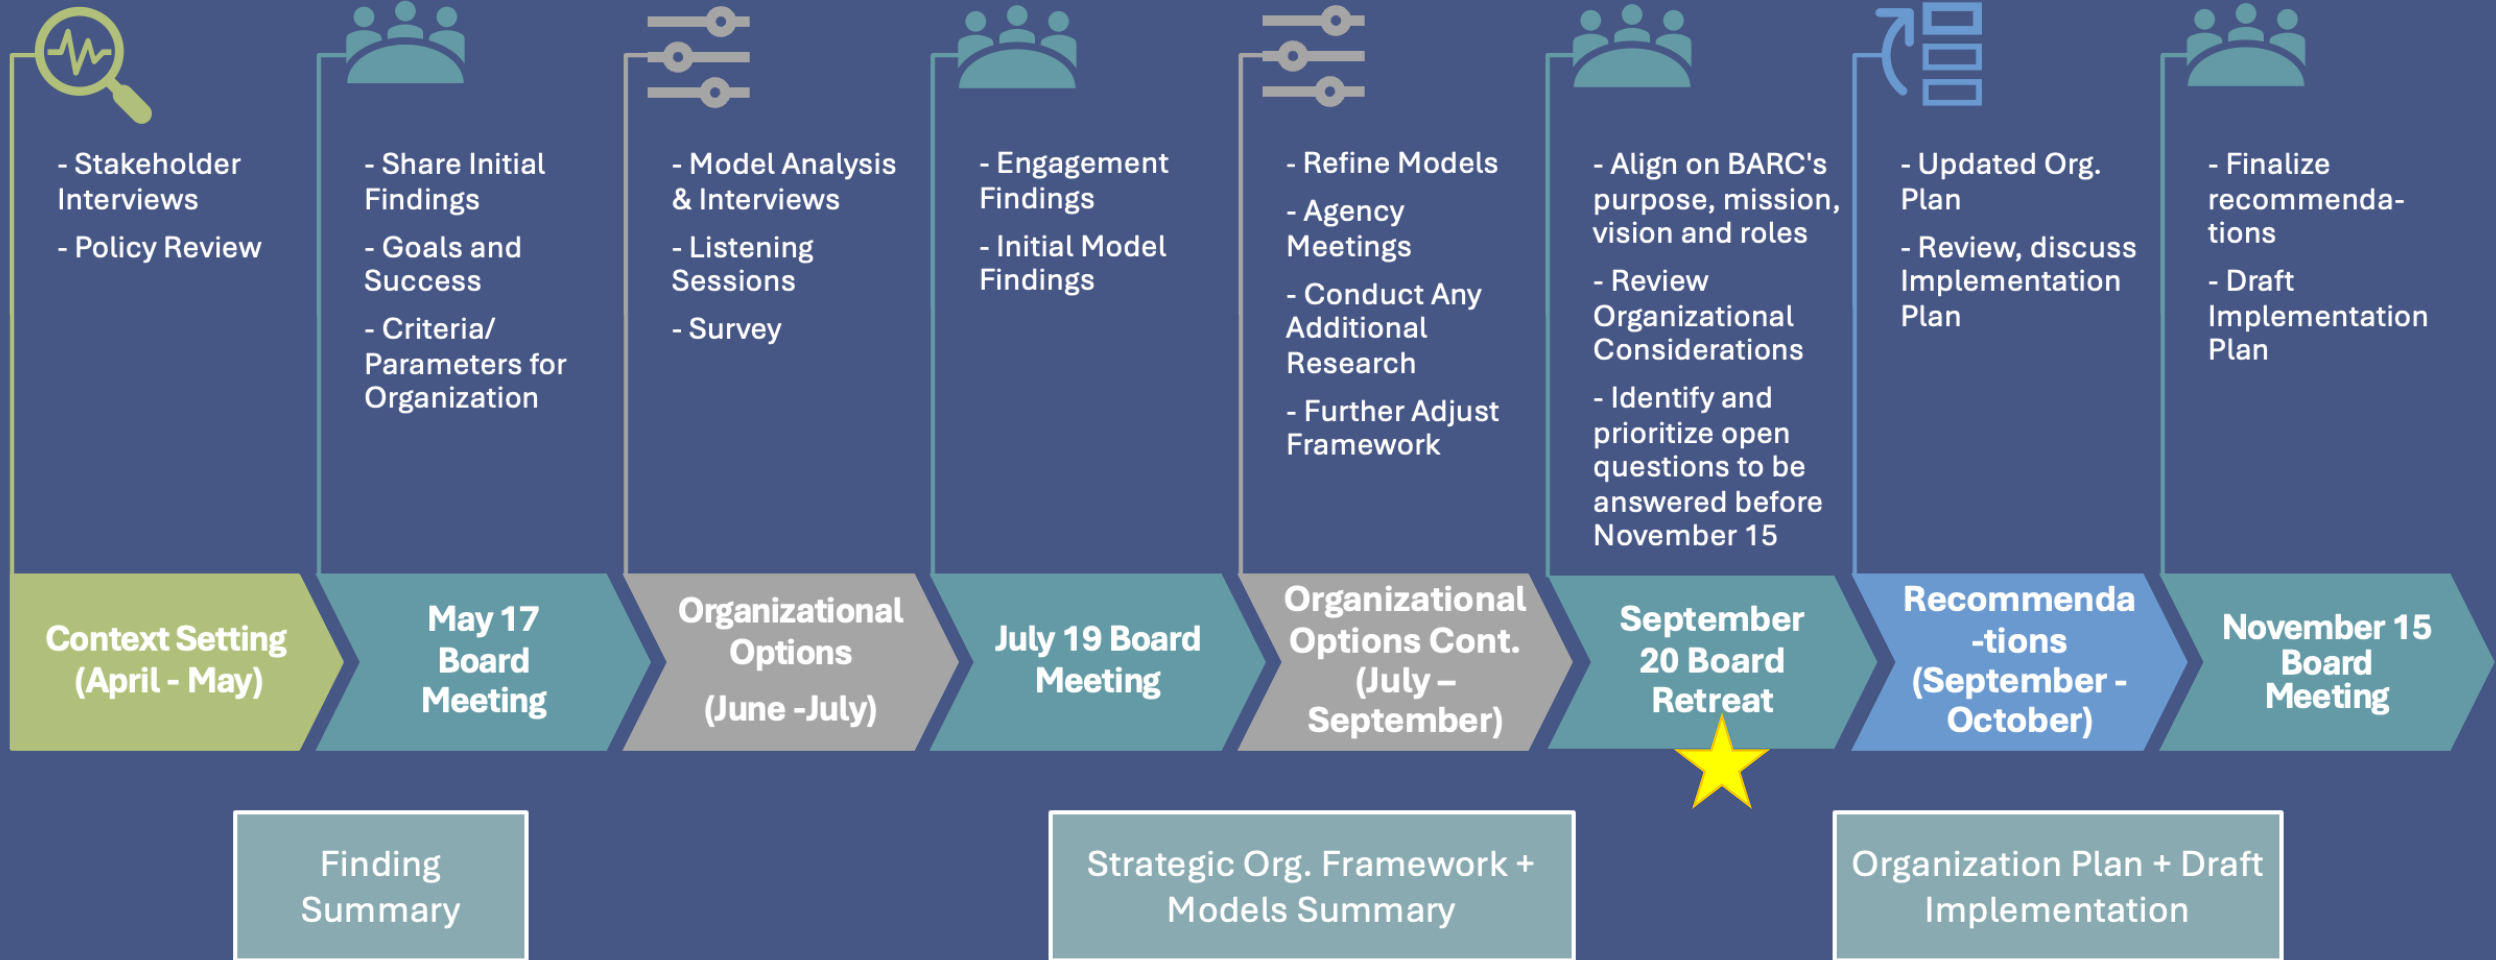 - Stakeholder
Interviews
- Policy Review
- Share Initial
Findings
- Goals and
Success
- Criteria/
Parameters for
Organization
- Model Analysis
& Interviews
- Listening
Sessions
- Survey
- Engagement
Findings
- Initial Model
Findings
- Refine Models
- Agency
Meetings
- Conduct Any
Additional
Research
- Further Adjust
Framework
- Align on BARC's
purpose, mission,
vision and roles
- Review
Organizational
Considerations
- Identify and
prioritize open
questions to be
answered before
November 15
- Updated Org.
Plan
- Review, discuss
Implementation
Plan
- Finalize
recommenda-
tions
- Draft
Implementation
Plan
Context Setting
(April - May)
May 17
Board
Meeting
Organizational
Options
(June -July)
July 19 Board
Meeting
Organizational
Options Cont.
(July –
September)
September
20 Board
Retreat
Recommenda
-tions
(September -
October)
November 15
Board
Meeting
Finding
Summary
Strategic Org. Framework +
Models Summary
Organization Plan + Draft
Implementation